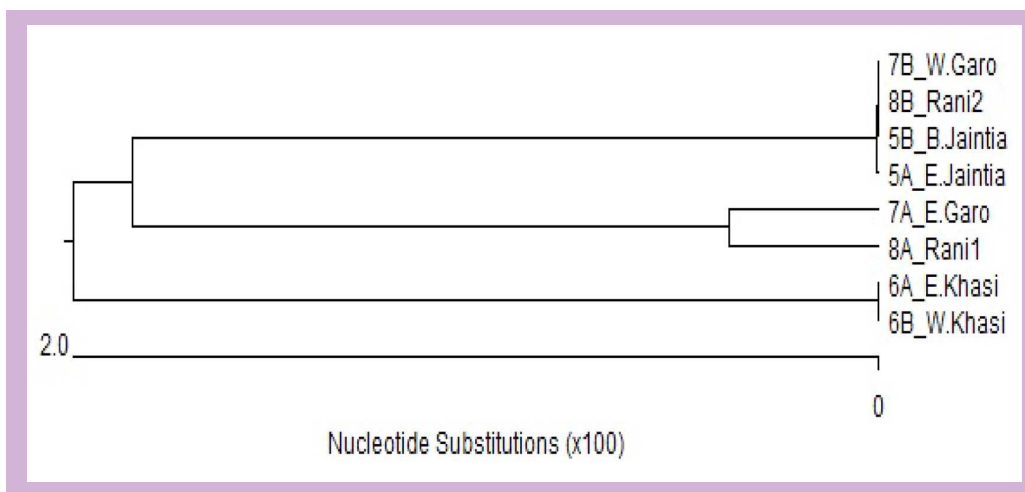 7B_W.Garo
8B_Rani2
5B_B.Jaintia
5A_E.Jaintia
7A_E.Garo
8A_Rani1
6A_E.Khasi
6B_W.Khasi
2.0
0
Nucleotide Substitutions (x100)